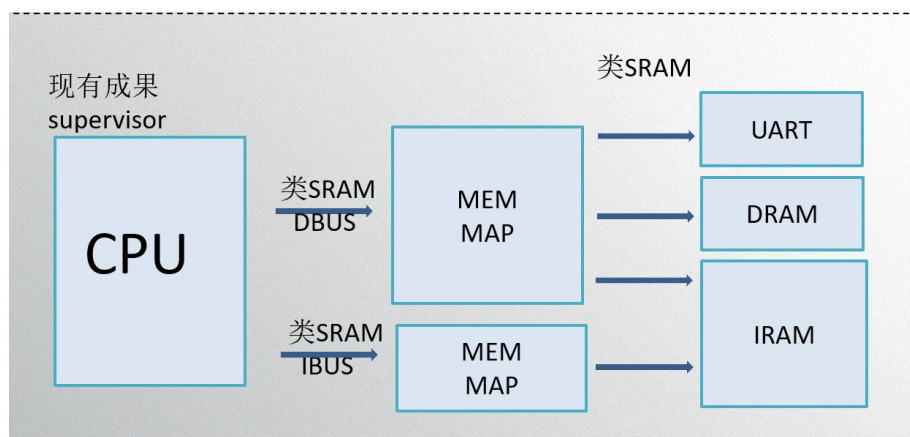 现有成果
supervisor
CPU
类SRAM
DBUS
类SRAM
IBUS
MEM
MAP
MEM
MAP
类SRAM
UART
DRAM
IRAM